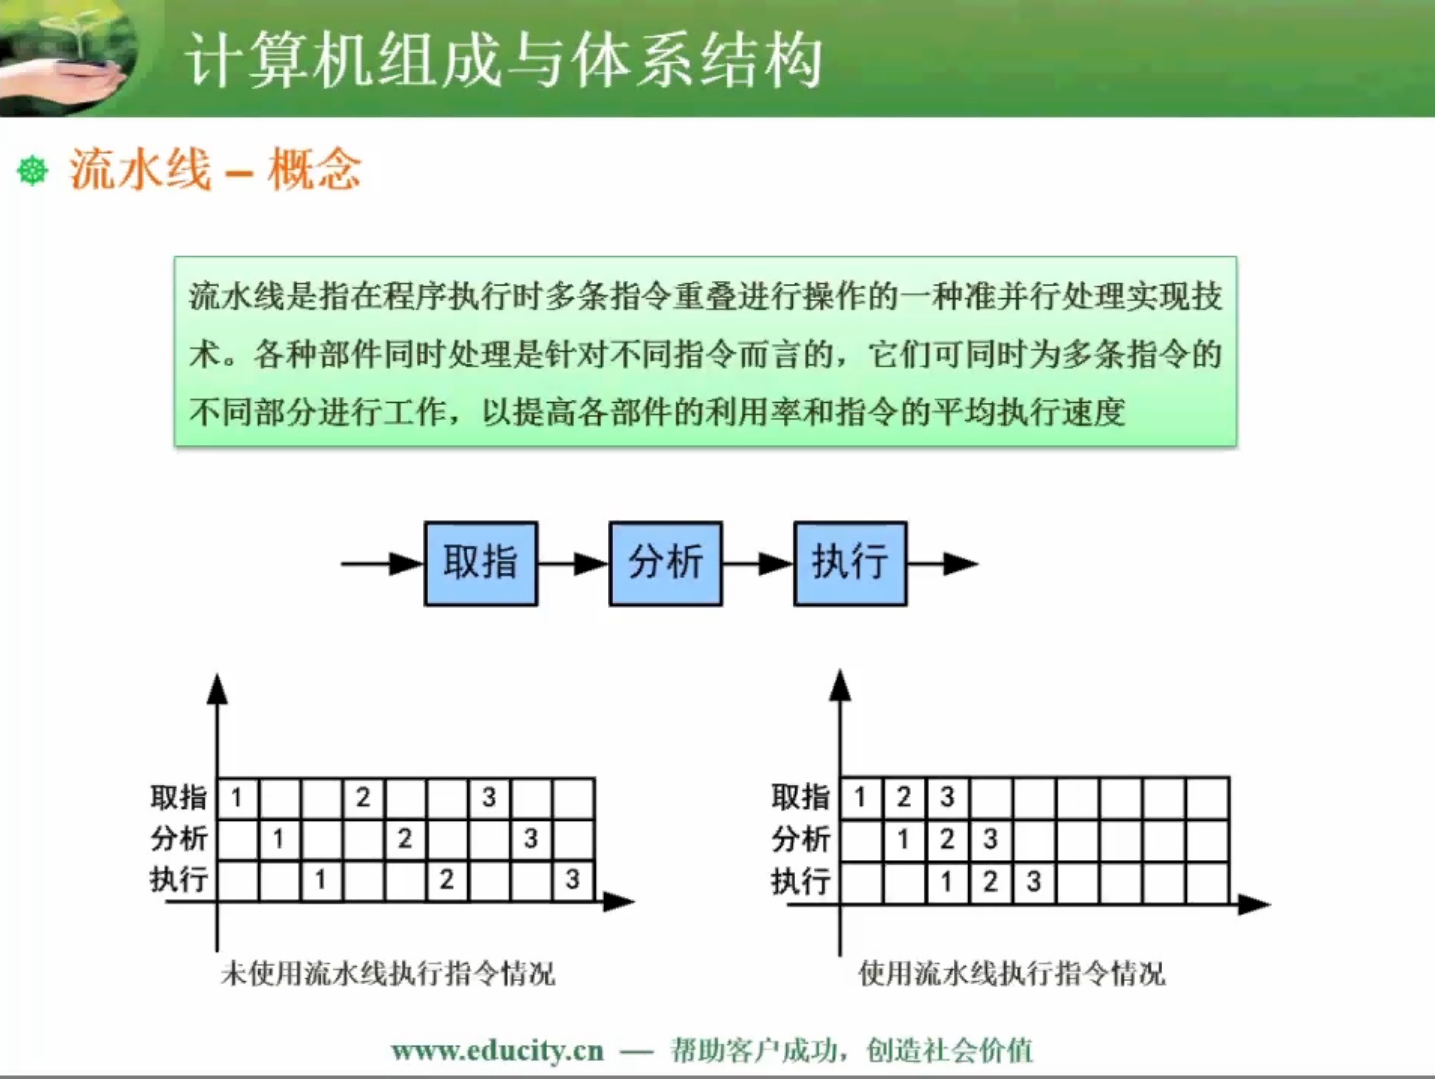 计算机组成与体系结构
流水线 – 概念
流水线是指在程序执行时多条指令重叠进行操作的一种准并行处理实现技
术。各种部件同时处理是针对不同指令而言的，它们可同时为多条指令的
不同部分进行工作，以提高各部件的利用率和指令的平均执行速度
取指 分析 执行
取指 1 2 3
分析 1 2 3
执行 1 2 3
未使用流水线执行指令情况
取指 1 2 3
分析 1 2 3
执行 1 2 3
使用流水线执行指令情况
www.educity.cn — 帮助客户成功，创造社会价值